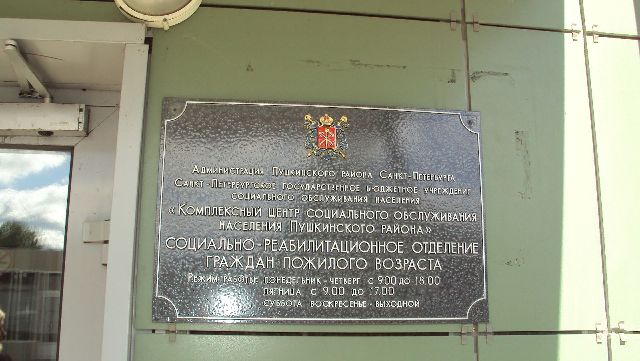 Администрация Пушкинского района Санкт-Петербурга
Санкт-Петербургское государственное бюджетное учреждение
социального обслуживания населения
«Комплексный центр социального обслуживания
населения Пушкинского района»
социально-реабилитационное отделение
граждан пожилого возраста
Режим работы: понедельник - четверг с 9.00 до 18.00
пятница с 9.00 до 17.00
суббота воскресенье - выходной